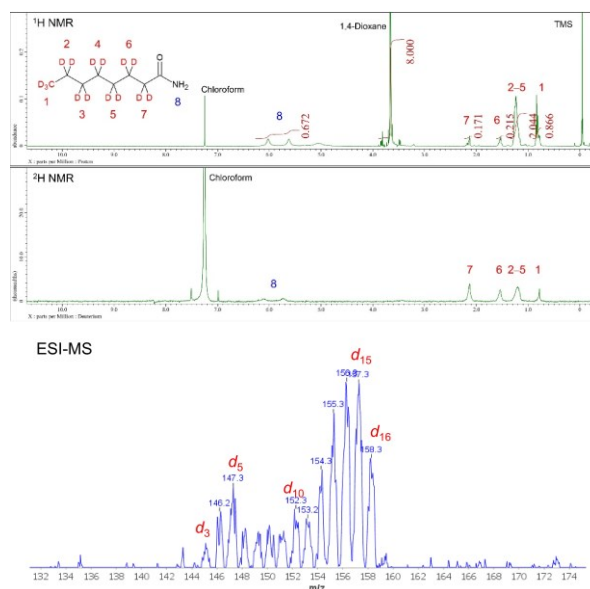 ¹H NMR
1,4-Dioxane
TMS
2 4 6
D D D D D D O
D₃C NH₂
1 D D D D D D 8
3 5 7
Chloroform
8
0.672
8.000
7
0.171
6
0.215
2–5
2.044
1
0.866
X : parts per Million : Proton
²H NMR
Chloroform
8
7 6 2–5 1
X : parts per Million : Deuterium
ESI-MS
d₃
d₅
d₁₀
d₁₅
d₁₆
146.2
147.3
152.3
153.2
154.3
155.3
157.3
158.3
132 134 136 138 140 142 144 146 148 150 152 154 156 158 160 162 164 166 168 170 172 174
m/z